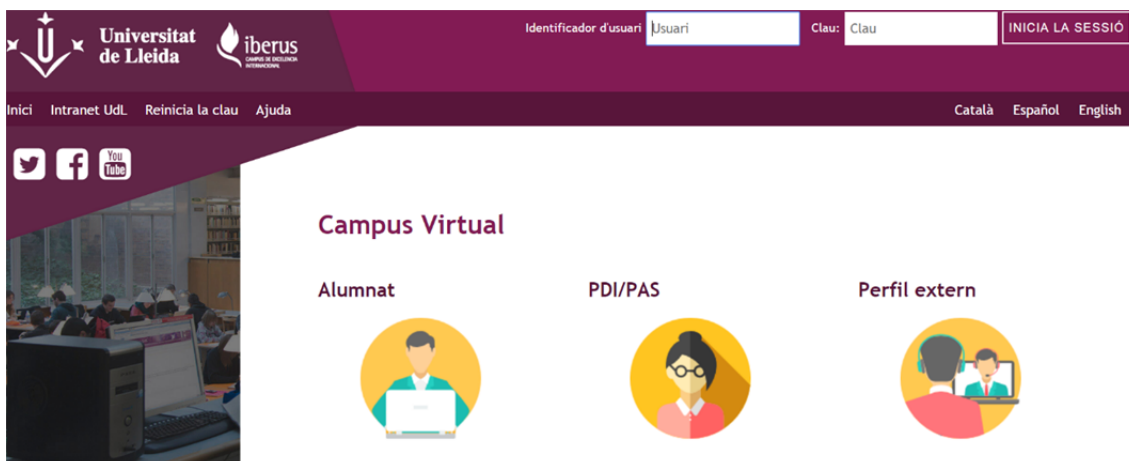 Universitat
de Lleida
iberus
CAMPUS DE EXCELENCIA
INTERNACIONAL
Identificador d'usuari Usuari Clau: Clau INICIA LA SESSIÓ
Inici Intranet UdL Reinicia la clau Ajuda Català Español English
You
Tube
Campus Virtual
Alumnat PDI/PAS Perfil extern